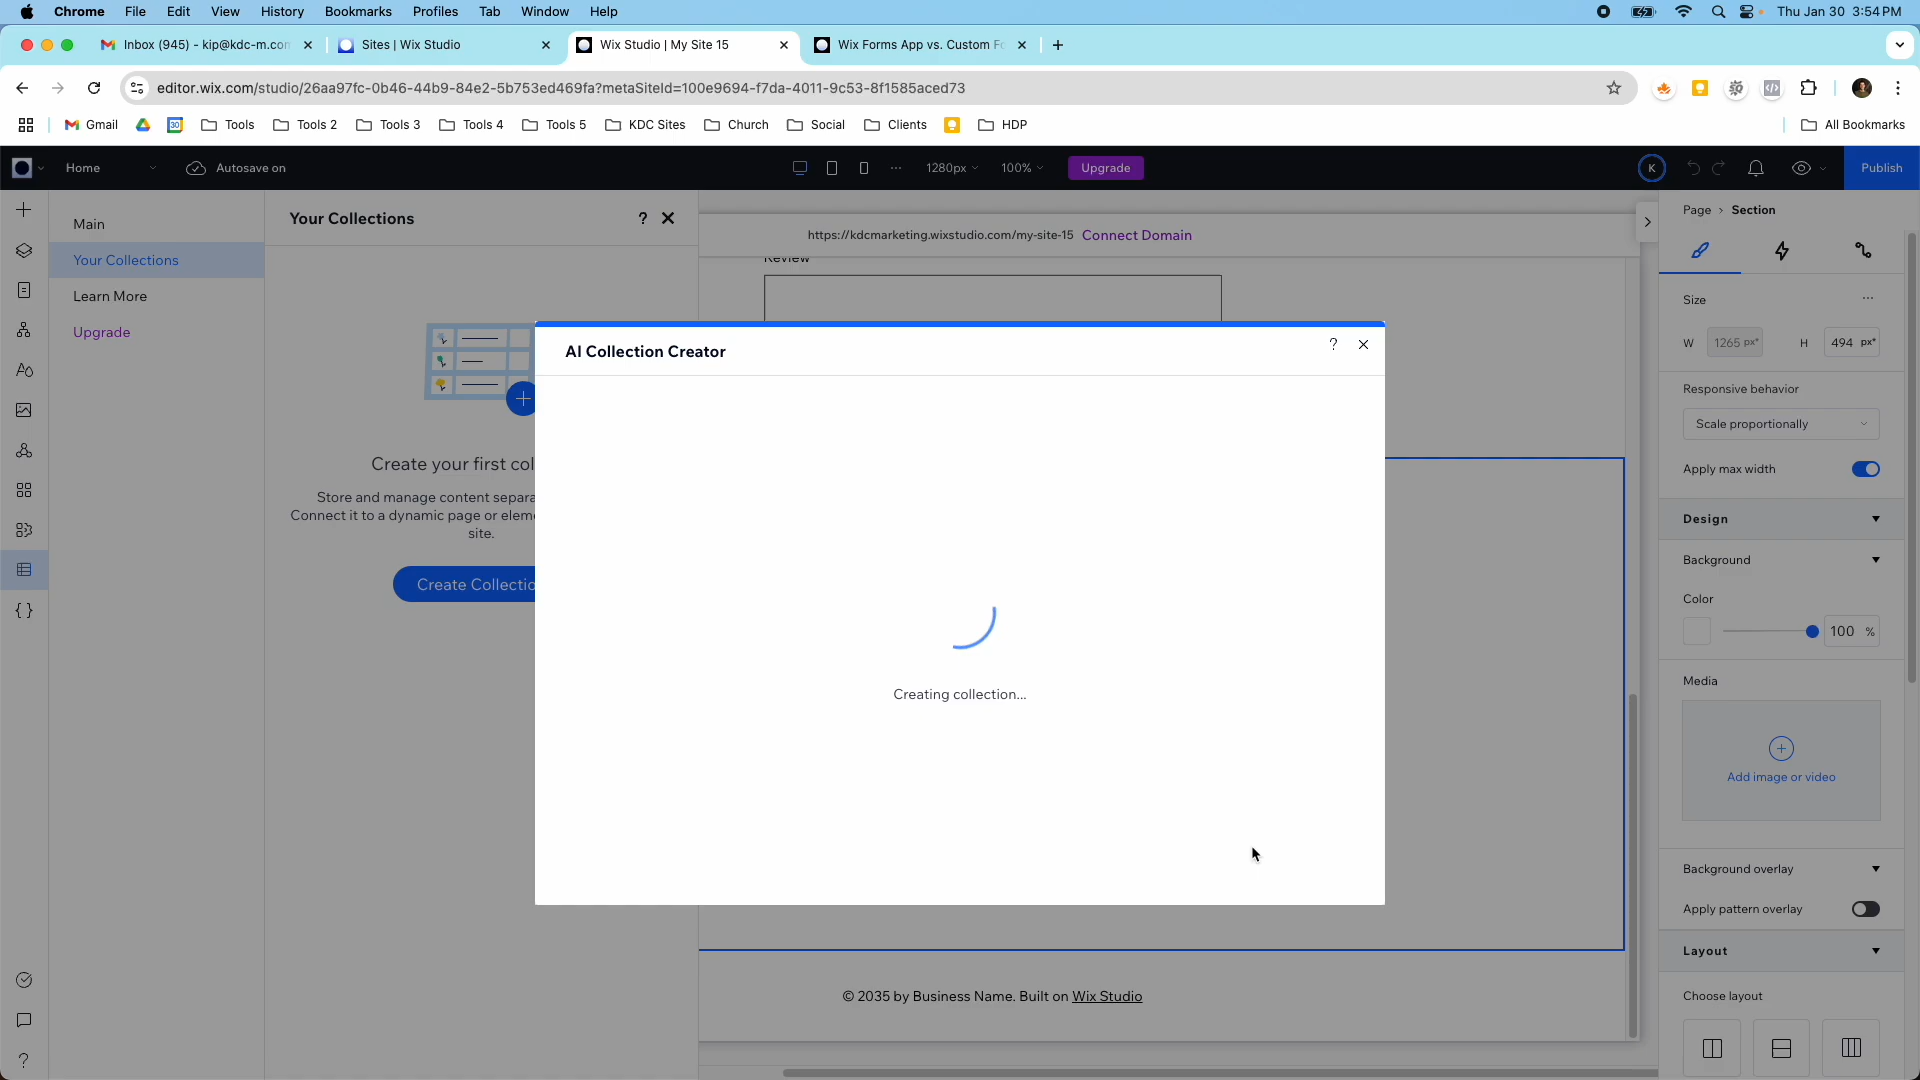 Chrome File Edit View History Bookmarks Profiles Tab Window Help Thu Jan 30 3:54 PM
Inbox (945) - kip@kdc-m.con Sites | Wix Studio Wix Studio | My Site 15 Wix Forms App vs. Custom Fo
editor.wix.com/studio/26aa97fc-0b46-44b9-84e2-5b753ed469fa?metaSiteId=100e9694-f7da-4011-9c53-8f1585aced73
Gmail 30 Tools Tools 2 Tools 3 Tools 4 Tools 5 KDC Sites Church Social Clients HDP All Bookmarks
Home Autosave on 1280px 100% Upgrade K Publish
Main
Your Collections
Learn More
Upgrade
Your Collections ?
https://kdcmarketing.wixstudio.com/my-site-15 Connect Domain
Review
Create your first col
Store and manage content separa
Connect it to a dynamic page or elem
site.
Create Collectio
AI Collection Creator ?
Creating collection...
© 2035 by Business Name. Built on Wix Studio
Page > Section
Size
W 1265 px* H 494 px*
Responsive behavior
Scale proportionally
Apply max width
Design
Background
Color
100 %
Media
Add image or video
Background overlay
Apply pattern overlay
Layout
Choose layout